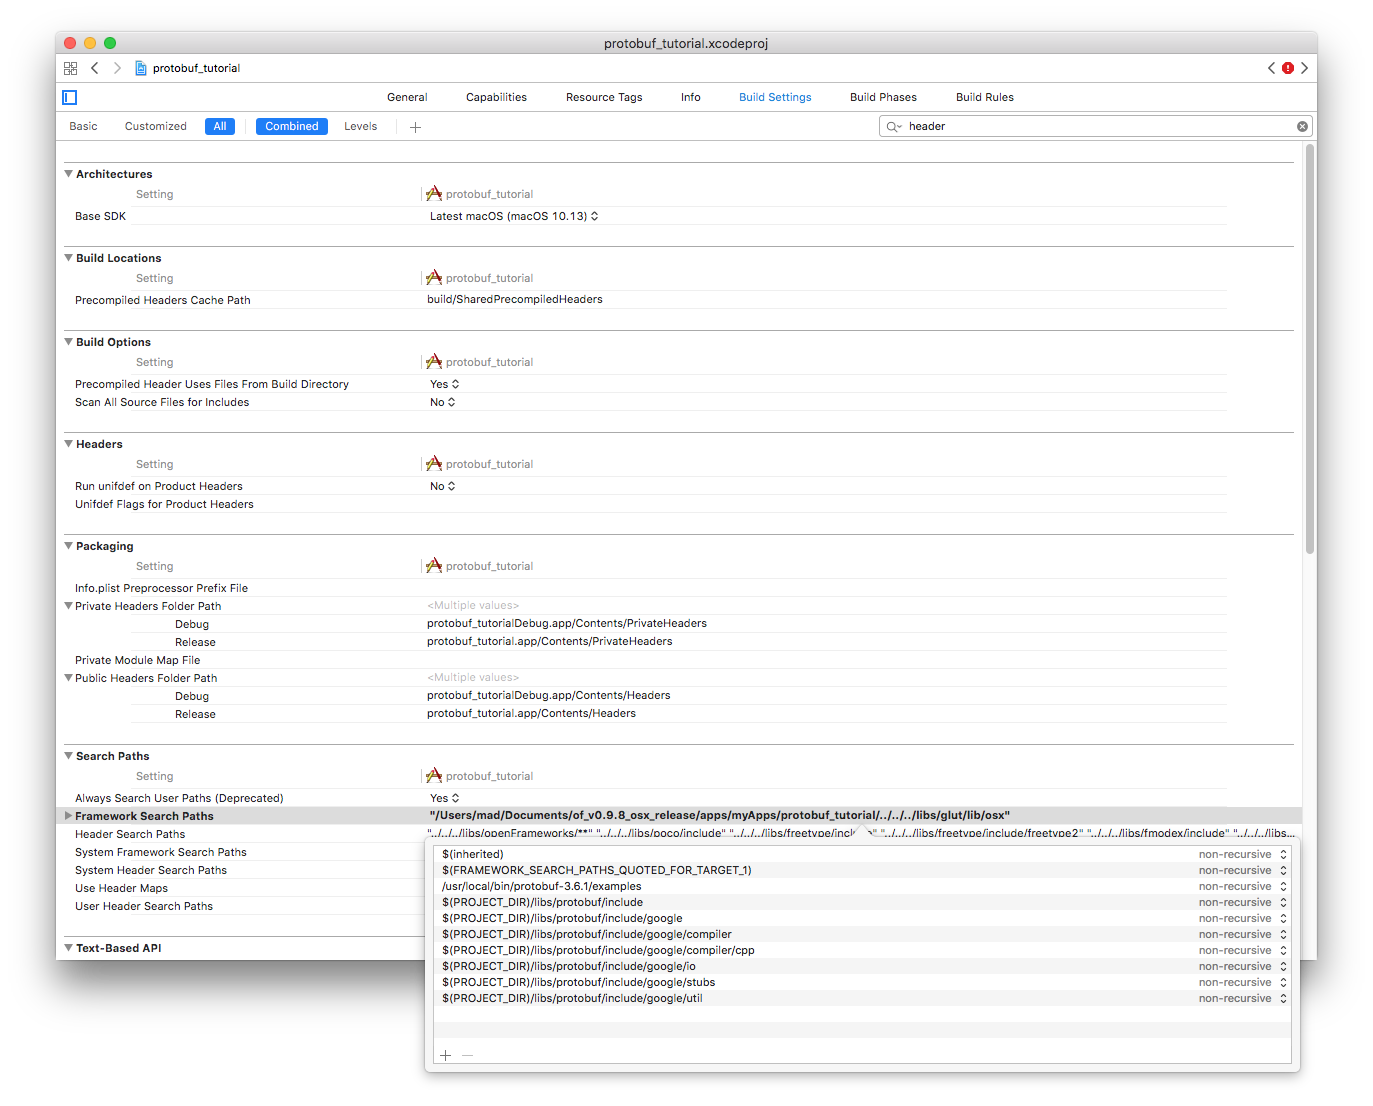 protobuf_tutorial.xcodeproj
protobuf_tutorial
General Capabilities Resource Tags Info Build Settings Build Phases Build Rules
Basic Customized All Combined Levels header
Architectures
Setting protobuf_tutorial
Base SDK Latest macOS (macOS 10.13)
Build Locations
Setting protobuf_tutorial
Precompiled Headers Cache Path build/SharedPrecompiledHeaders
Build Options
Setting protobuf_tutorial
Precompiled Header Uses Files From Build Directory Yes
Scan All Source Files for Includes No
Headers
Setting protobuf_tutorial
Run unifdef on Product Headers No
Unifdef Flags for Product Headers
Packaging
Setting protobuf_tutorial
Info.plist Preprocessor Prefix File
Private Headers Folder Path <Multiple values>
Debug protobuf_tutorialDebug.app/Contents/PrivateHeaders
Release protobuf_tutorial.app/Contents/PrivateHeaders
Private Module Map File
Public Headers Folder Path <Multiple values>
Debug protobuf_tutorialDebug.app/Contents/Headers
Release protobuf_tutorial.app/Contents/Headers
Search Paths
Setting protobuf_tutorial
Always Search User Paths (Deprecated) Yes
Framework Search Paths "/Users/mad/Documents/of_v0.9.8_osx_release/apps/myApps/protobuf_tutorial/../../../libs/glut/lib/osx"
Header Search Paths "../../../libs/openFrameworks/**" "../../../libs/poco/include" "../../../libs/freetype/include" "../../../libs/freetype/include/freetype2" "../../../libs/fmodex/include" "../../../libs...
System Framework Search Paths
System Header Search Paths
Use Header Maps
User Header Search Paths
Text-Based API
$(inherited) non-recursive
$(FRAMEWORK_SEARCH_PATHS_QUOTED_FOR_TARGET_1) non-recursive
/usr/local/bin/protobuf-3.6.1/examples non-recursive
$(PROJECT_DIR)/libs/protobuf/include non-recursive
$(PROJECT_DIR)/libs/protobuf/include/google non-recursive
$(PROJECT_DIR)/libs/protobuf/include/google/compiler non-recursive
$(PROJECT_DIR)/libs/protobuf/include/google/compiler/cpp non-recursive
$(PROJECT_DIR)/libs/protobuf/include/google/io non-recursive
$(PROJECT_DIR)/libs/protobuf/include/google/stubs non-recursive
$(PROJECT_DIR)/libs/protobuf/include/google/util non-recursive